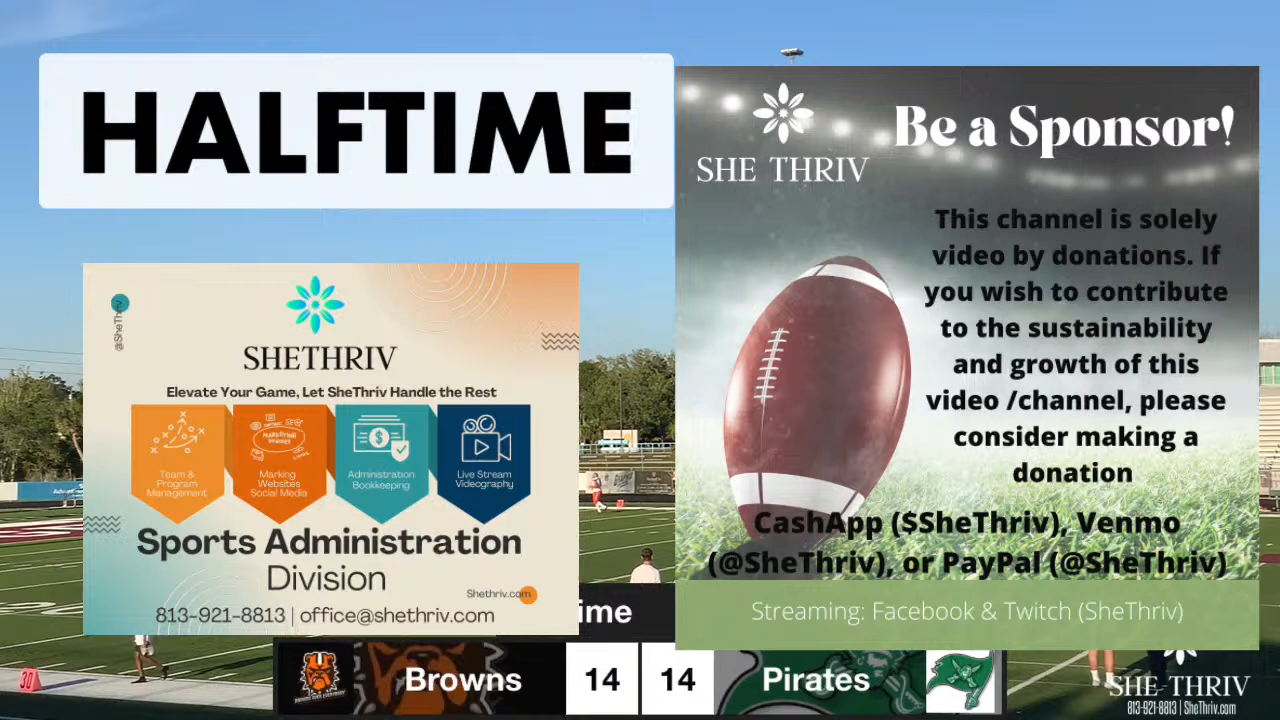 HALFTIME
SHE THRIV
Be a Sponsor!
This channel is solely
video by donations. If
you wish to contribute
to the sustainability
and growth of this
video /channel, please
consider making a
donation
CashApp ($SheThriv), Venmo
(@SheThriv), or PayPal (@SheThriv)
Streaming: Facebook & Twitch (SheThriv)
@SheThriv
SHETHRIV
Elevate Your Game, Let SheThriv Handle the Rest
Team &
Program
Management
Marking
Websites
Social Media
Administration
Bookkeeping
Live Stream
Videography
Sports Administration
Division
Shethriv.com
813-921-8813 | office@shethriv.com
ime
Browns
14
14
Pirates
30
SHE THRIV
813-921-8813 | SheThriv.com